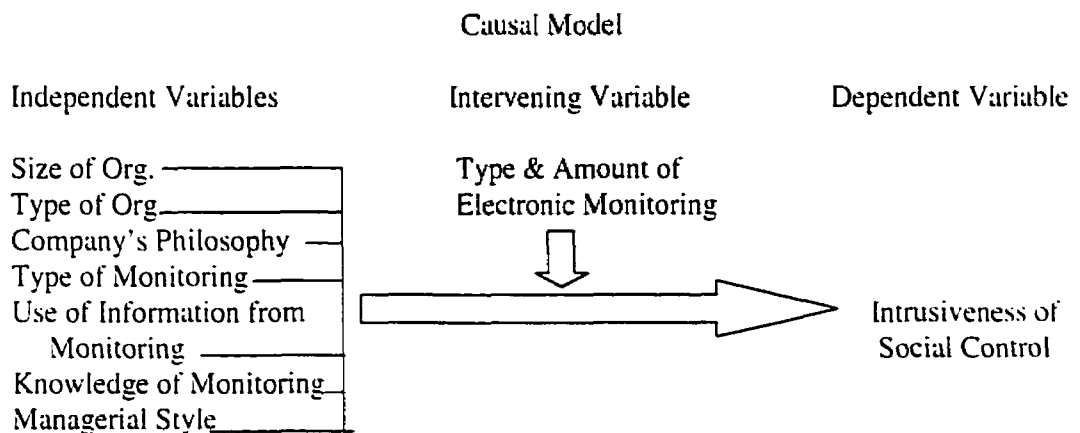 Causal Model
Independent Variables
Intervening Variable
Dependent Variable
Size of Org.
Type of Org
Company's Philosophy
Type of Monitoring
Use of Information from
Monitoring
Knowledge of Monitoring
Managerial Style
Type & Amount of
Electronic Monitoring
Intrusiveness of
Social Control